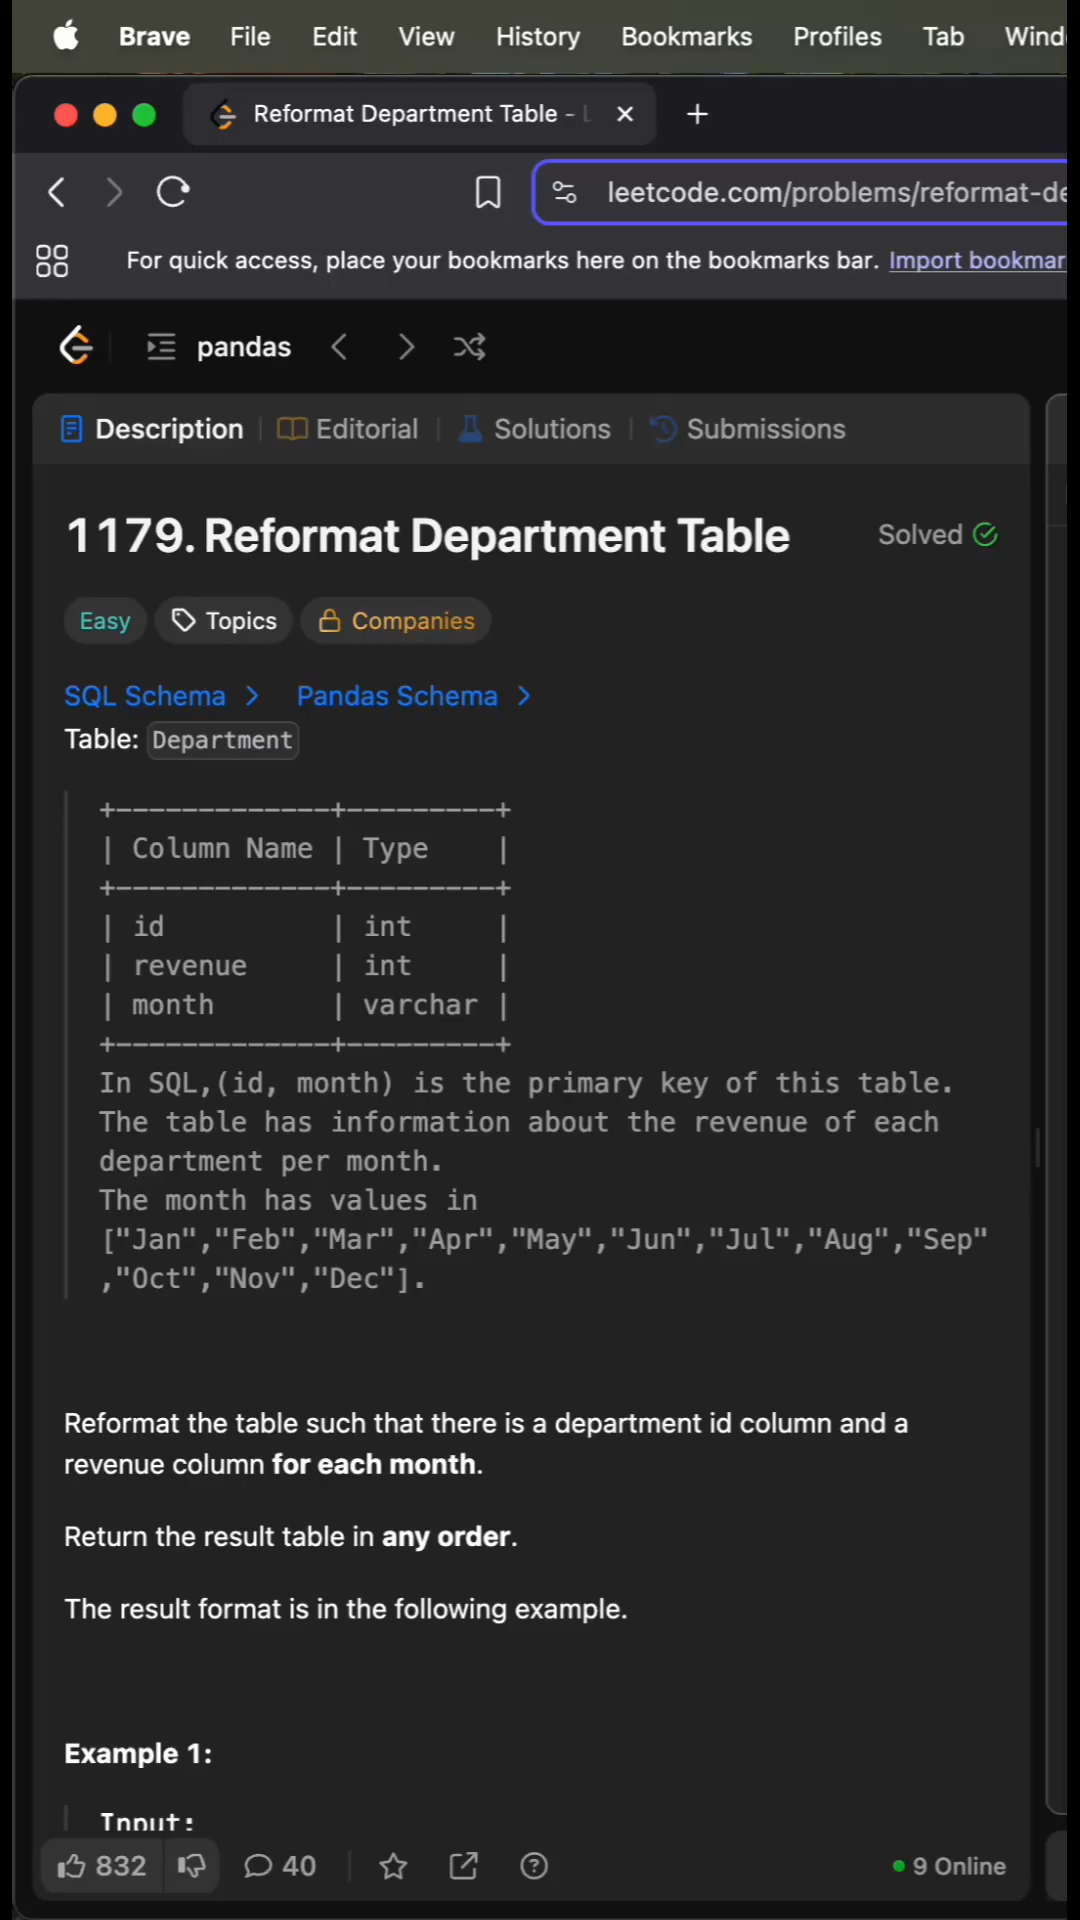 Brave File Edit View History Bookmarks Profiles Tab Wind
Reformat Department Table -
leetcode.com/problems/reformat-de
For quick access, place your bookmarks here on the bookmarks bar. Import bookmar
pandas
Description Editorial Solutions Submissions
1179. Reformat Department Table Solved
Easy Topics Companies
SQL Schema > Pandas Schema >
Table: Department
+-------------+---------+
| Column Name | Type    |
+-------------+---------+
| id          | int     |
| revenue     | int     |
| month       | varchar |
+-------------+---------+
In SQL,(id, month) is the primary key of this table.
The table has information about the revenue of each
department per month.
The month has values in
["Jan","Feb","Mar","Apr","May","Jun","Jul","Aug","Sep"
,"Oct","Nov","Dec"].
Reformat the table such that there is a department id column and a
revenue column for each month.
Return the result table in any order.
The result format is in the following example.
Example 1:
Input:
832 40 9 Online